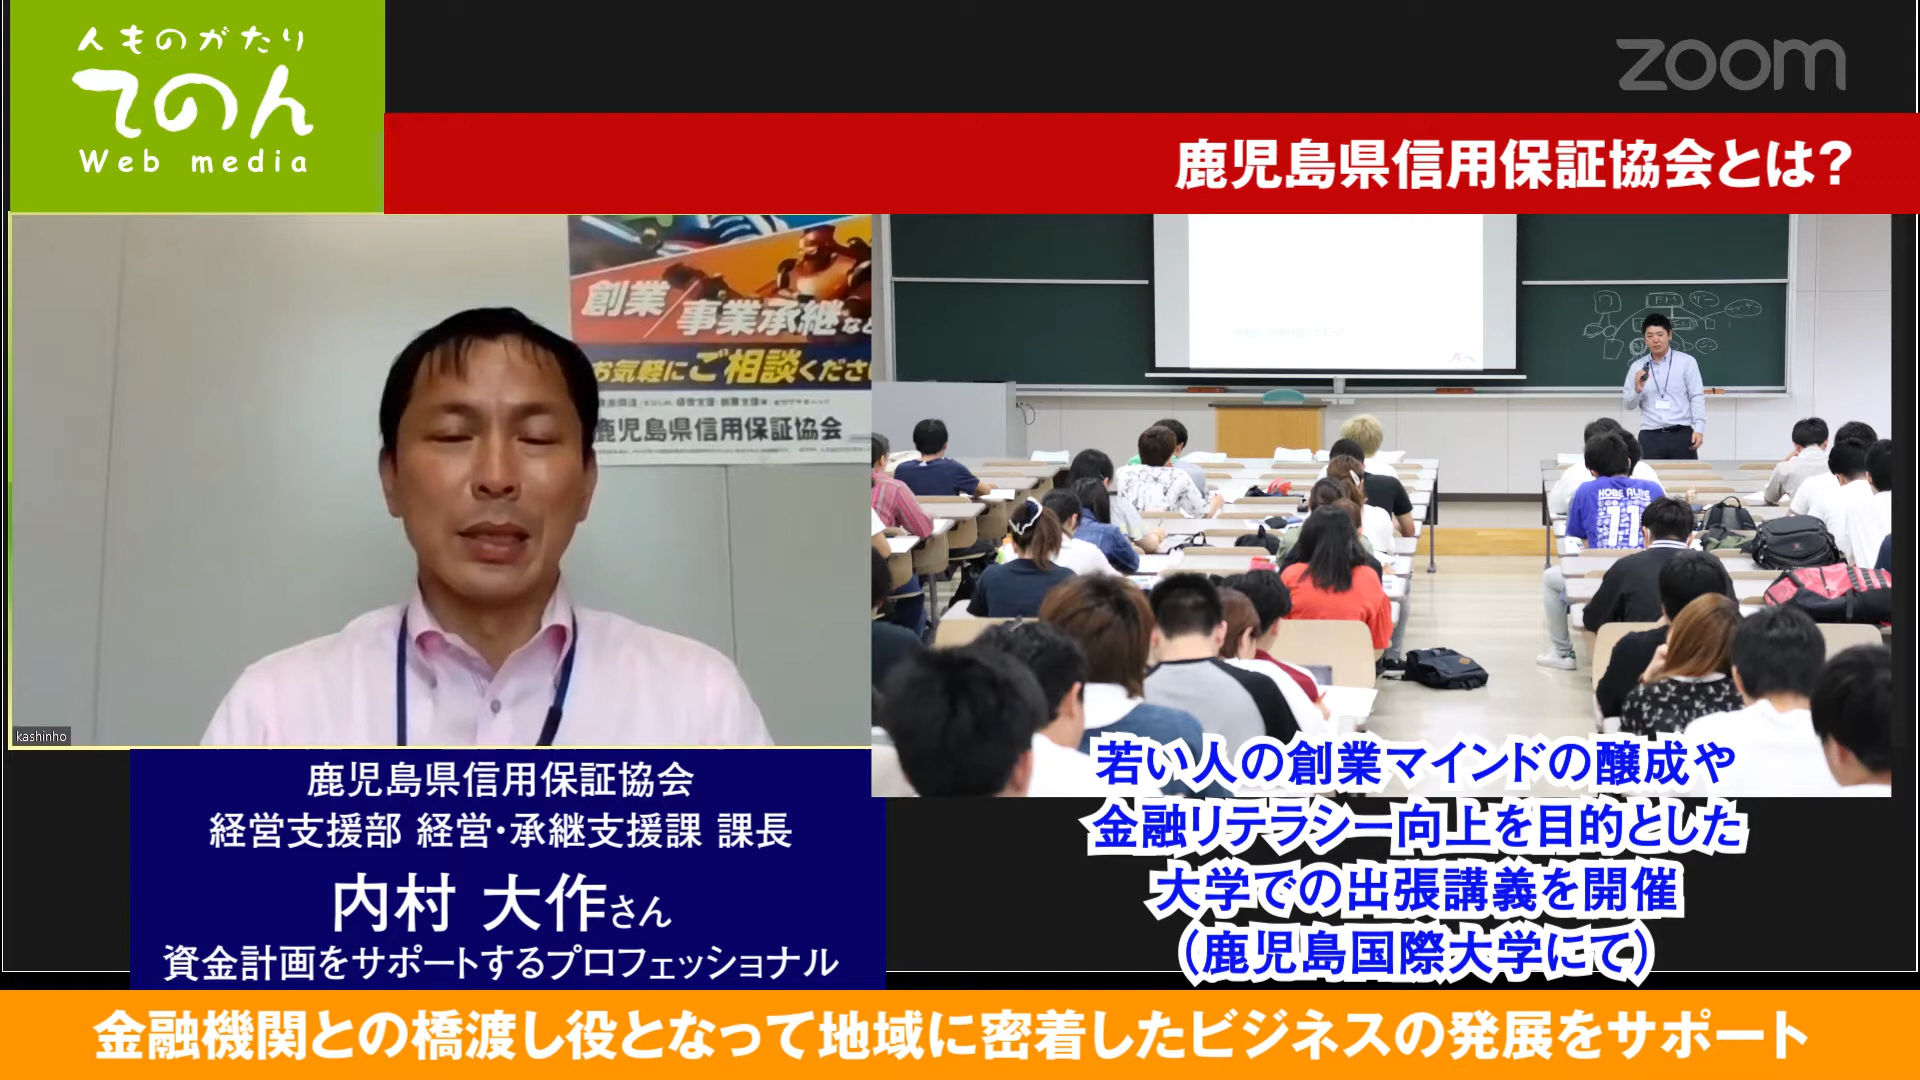 人ものがたり
てのん
Web media
zoom
鹿児島県信用保証協会とは？
創業／事業承継など
お気軽にご相談くださ
鹿児島県信用保証協会
HOBE ALIVE
11
kashinho
鹿児島県信用保証協会
経営支援部 経営・承継支援課 課長
内村 大作さん
資金計画をサポートするプロフェッショナル
若い人の創業マインドの醸成や
金融リテラシー向上を目的とした
大学での出張講義を開催
（鹿児島国際大学にて）
金融機関との橋渡し役となって地域に密着したビジネスの発展をサポート